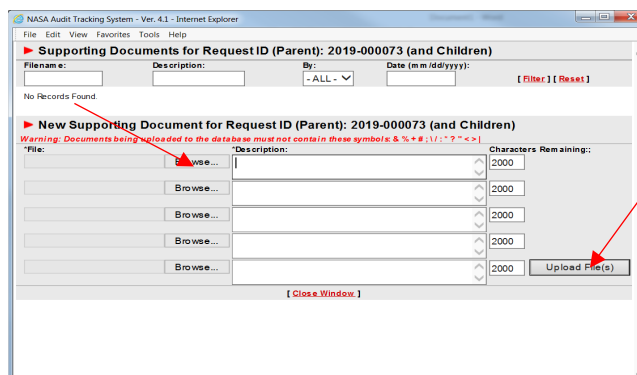 NASA Audit Tracking System - Ver. 4.1 - Internet Explorer
File Edit View Favorites Tools Help
Supporting Documents for Request ID (Parent): 2019-000073 (and Children)
Filename: Description: By: Date (mm/dd/yyyy):
- ALL - [ Filter ] [ Reset ]
No Records Found.
New Supporting Document for Request ID (Parent): 2019-000073 (and Children)
Warning: Documents being uploaded to the database must not contain these symbols: & % + # ; \ / : * ? " < > |
*File: *Description: Characters Remaining:;
Browse... 2000
Browse... 2000
Browse... 2000
Browse... 2000
Browse... 2000 Upload File(s)
[ Close Window ]